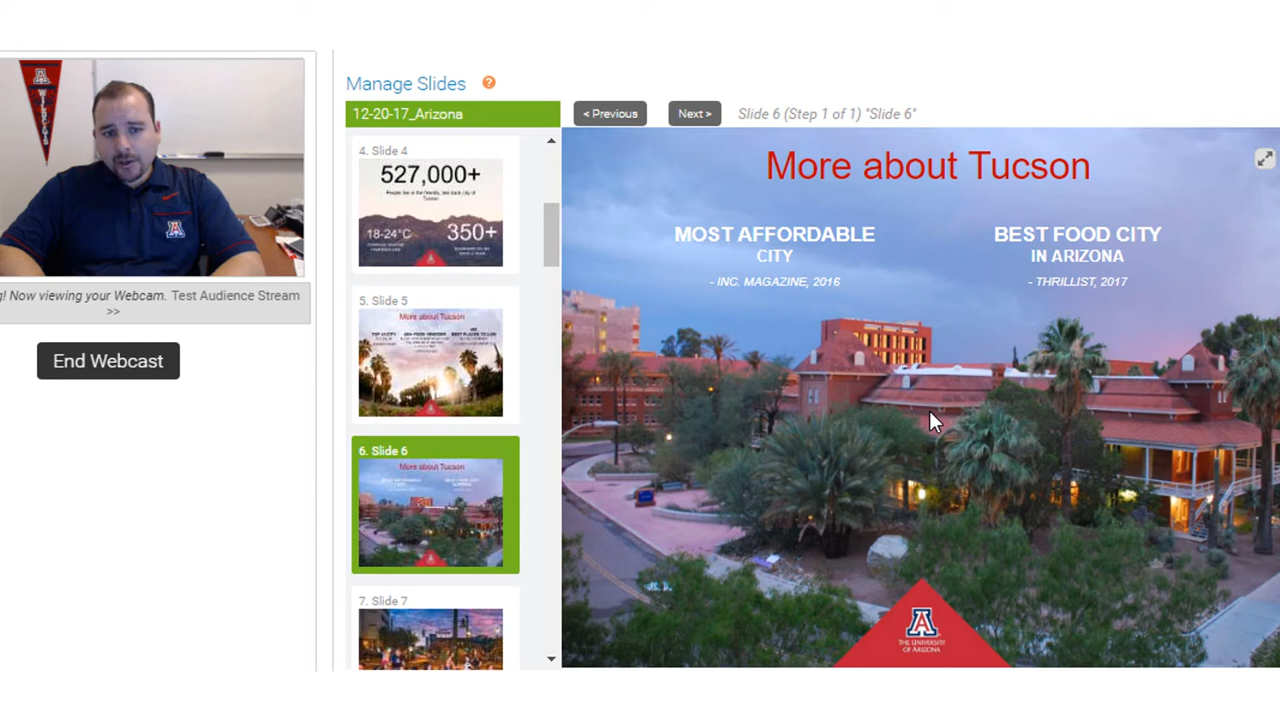 WILDCATS
g! Now viewing your Webcam. Test Audience Stream
>>
End Webcast
Manage Slides ?
12-20-17_Arizona
< Previous
Next >
Slide 6 (Step 1 of 1) "Slide 6"
4. Slide 4
527,000+
18-24°C
350+
5. Slide 5
More about Tucson
6. Slide 6
More about Tucson
7. Slide 7
More about Tucson
MOST AFFORDABLE
CITY
- INC. MAGAZINE, 2016
BEST FOOD CITY
IN ARIZONA
- THRILLIST, 2017
A
THE UNIVERSITY
OF ARIZONA